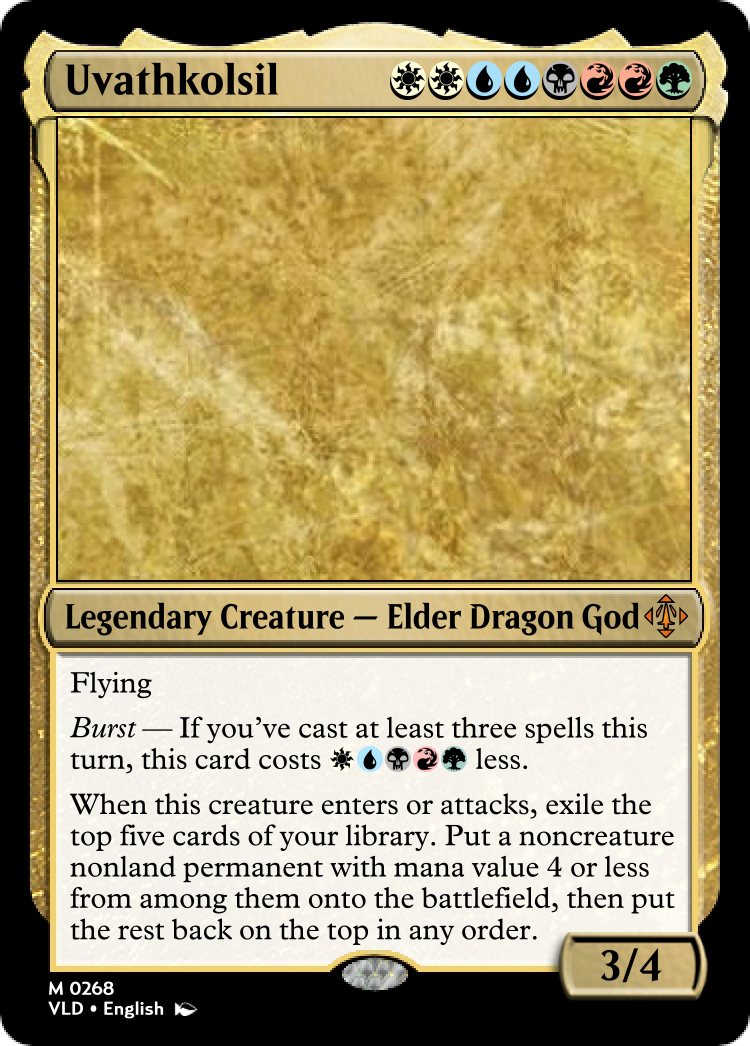 Uvathkolsil
Legendary Creature — Elder Dragon God
Flying
Burst — If you've cast at least three spells this
turn, this card costs less.
When this creature enters or attacks, exile the
top five cards of your library. Put a noncreature
nonland permanent with mana value 4 or less
from among them onto the battlefield, then put
the rest back on the top in any order.
3/4
M 0268
VLD • English